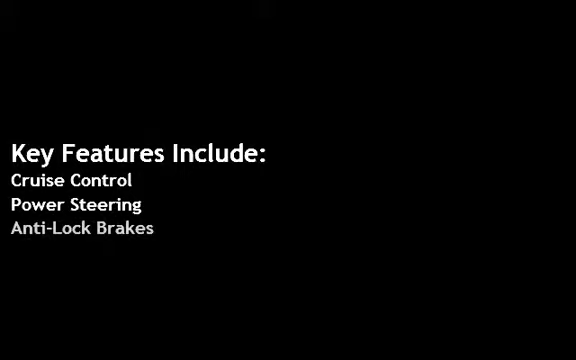 Key Features Include:
Cruise Control
Power Steering
Anti-Lock Brakes